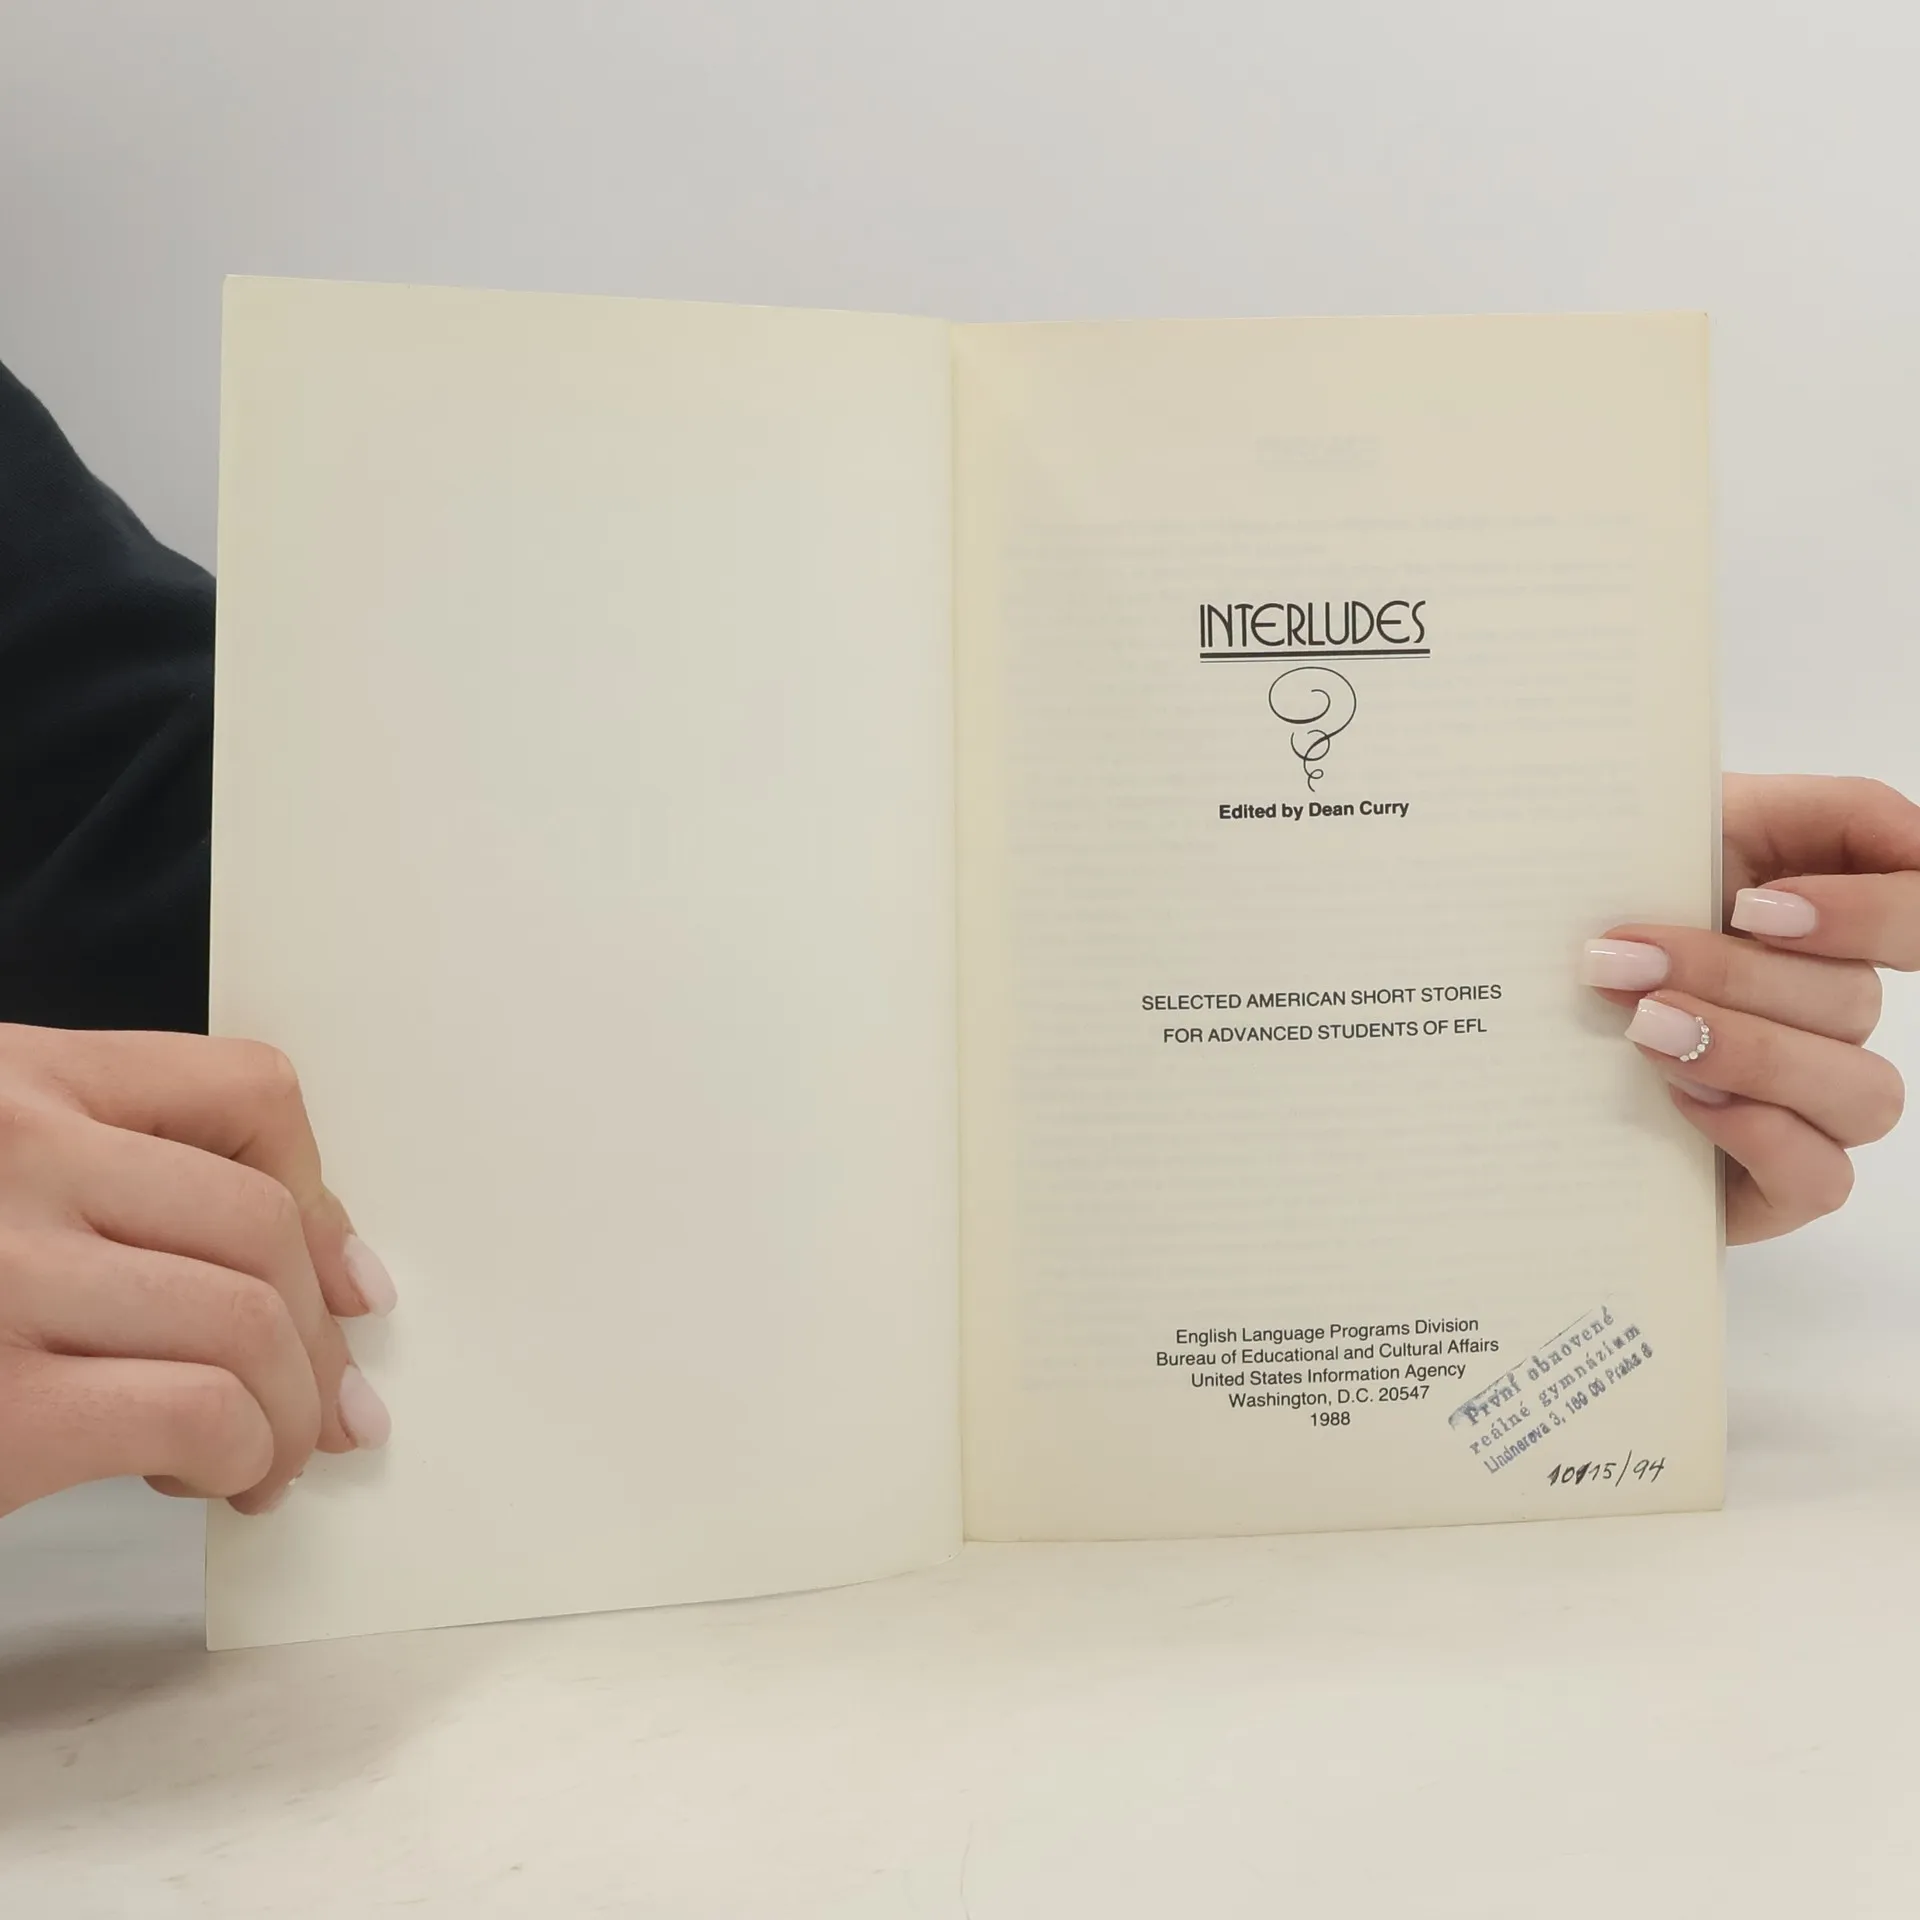 INTERLUDES
Edited by Dean Curry
SELECTED AMERICAN SHORT STORIES
FOR ADVANCED STUDENTS OF EFL
English Language Programs Division
Bureau of Educational and Cultural Affairs
United States Information Agency
Washington, D.C. 20547
1988
První obnovené
reálné gymnázium
Lindnerova 3, 180 00 Praha 8
/94